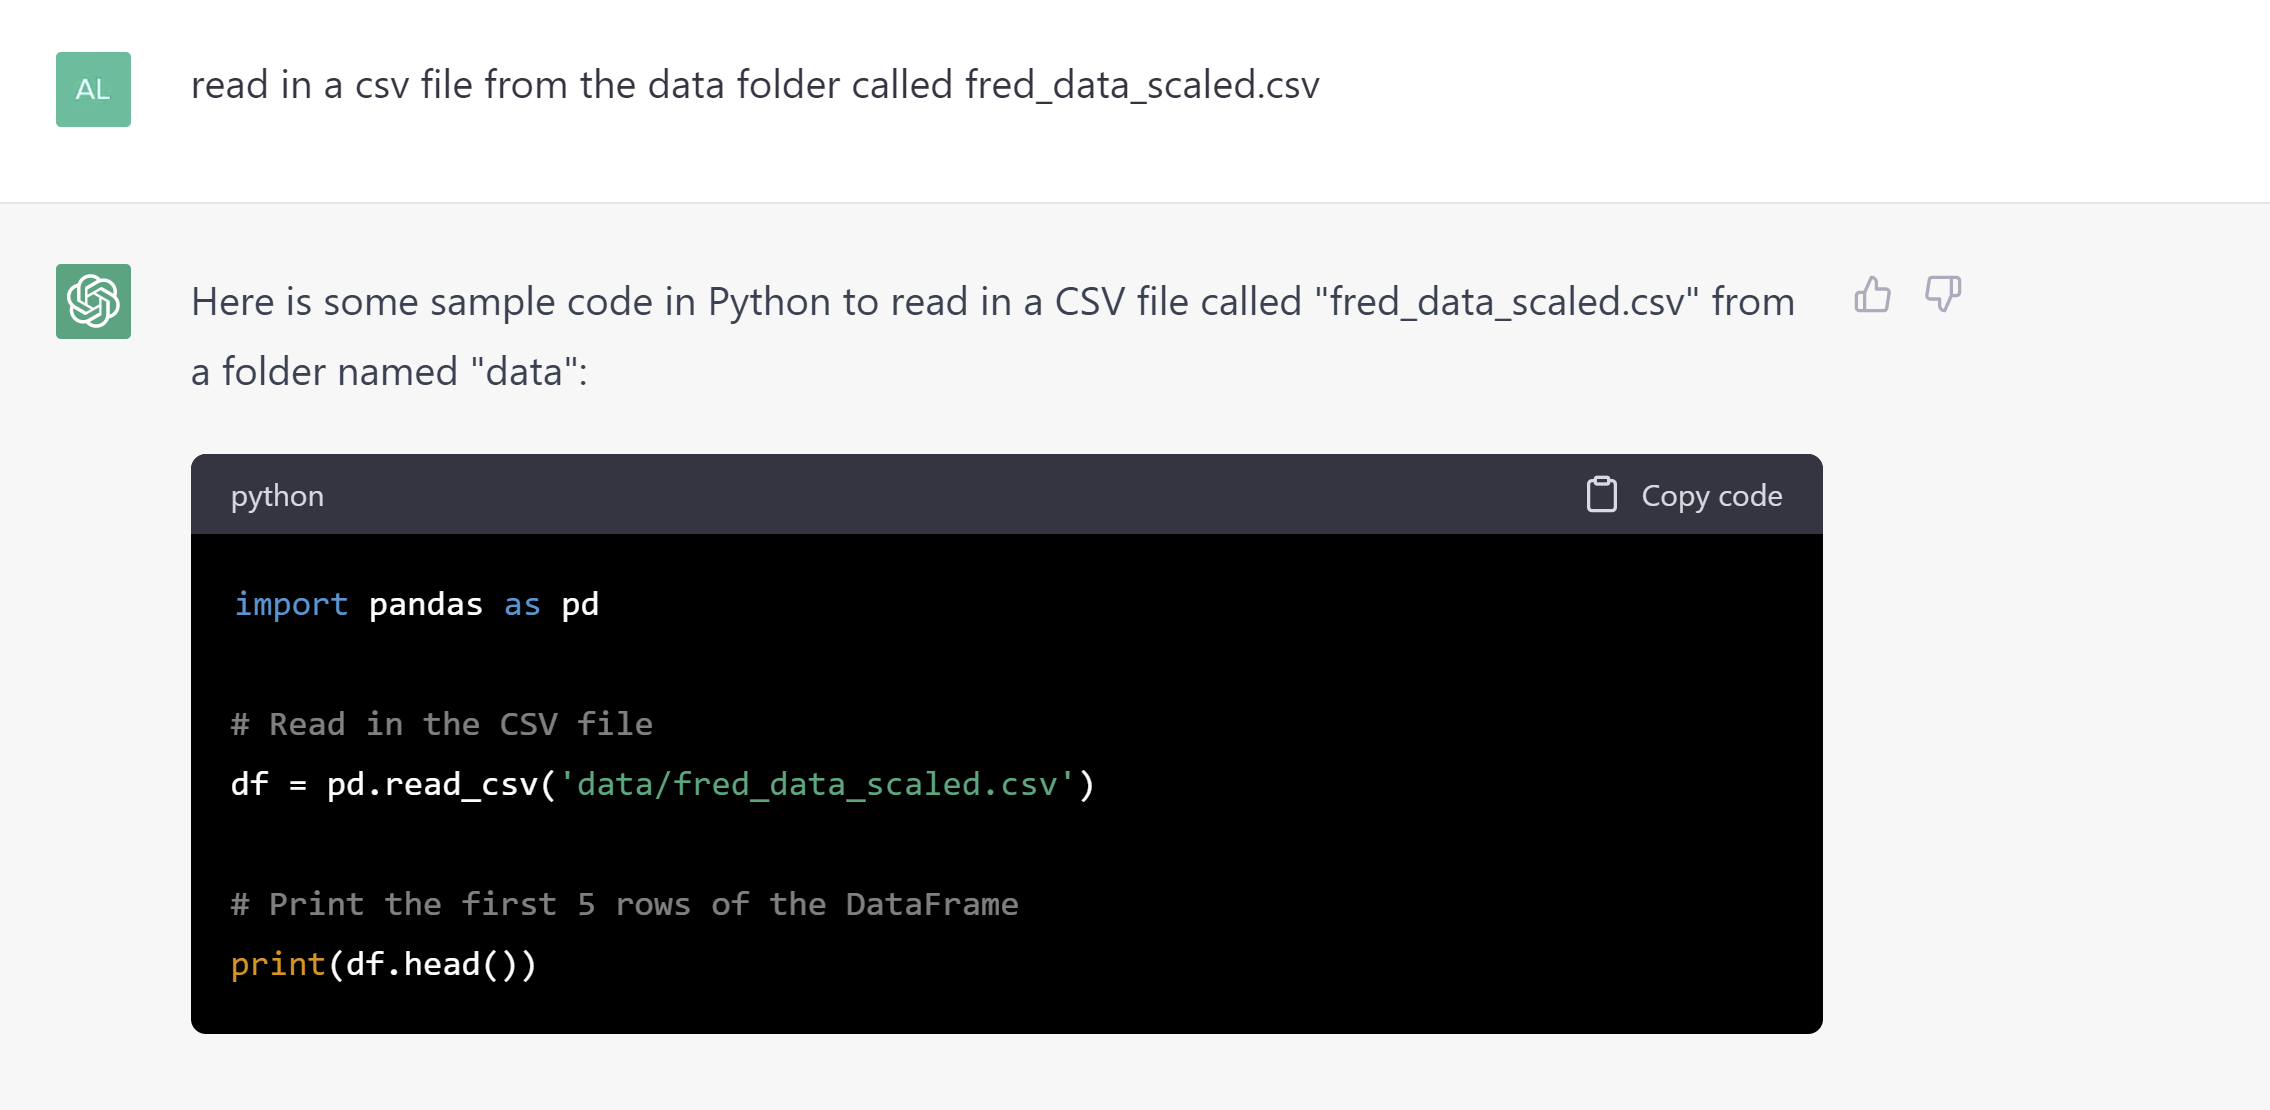 AL
read in a csv file from the data folder called fred_data_scaled.csv
Here is some sample code in Python to read in a CSV file called "fred_data_scaled.csv" from
a folder named "data":
python
Copy code
import pandas as pd
# Read in the CSV file
df = pd.read_csv('data/fred_data_scaled.csv')
# Print the first 5 rows of the DataFrame
print(df.head())